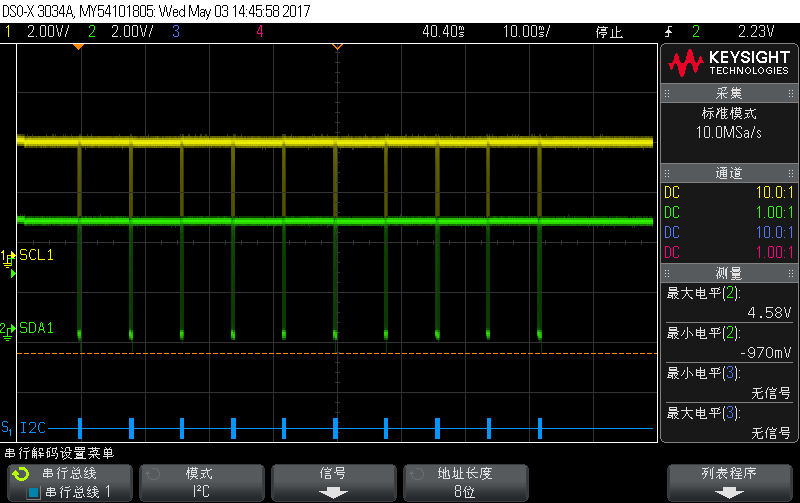 DSO-X 3034A, MY54101805: Wed May 03 14:45:58 2017
1 2.00V/ 2 2.00V/ 3 4 40.40s 10.00s/ 停止 2 2.23V
KEYSIGHT
TECHNOLOGIES
采集
标准模式
10.0MSa/s
通道
DC 10.0:1
DC 1.00:1
DC 10.0:1
DC 1.00:1
测量
最大电平(2):
4.58V
最小电平(2):
-970mV
最小电平(3):
无信号
最大电平(3):
无信号
1 SCL1
2 SDA1
S1 I2C
串行解码设置菜单
串行总线
串行总线 1
模式
I²C
信号
地址长度
8位
列表程序